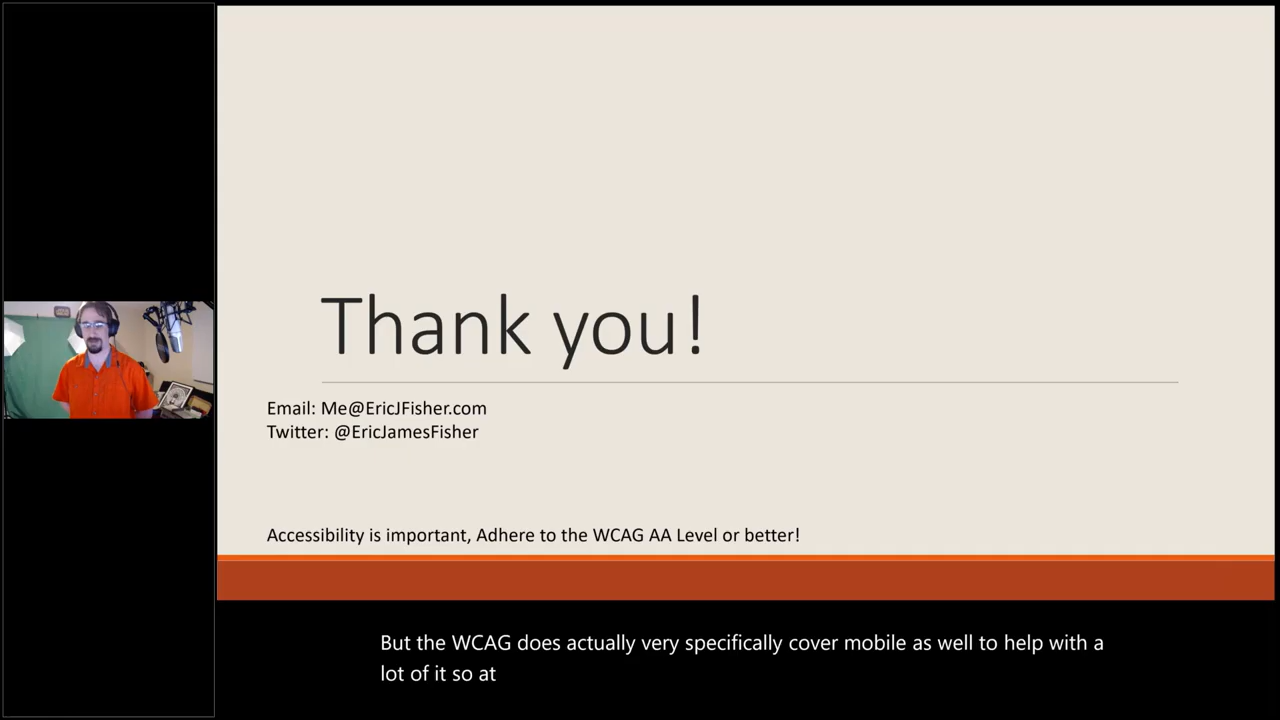 Thank you!
Email: Me@EricJFisher.com
Twitter: @EricJamesFisher
Accessibility is important, Adhere to the WCAG AA Level or better!
But the WCAG does actually very specifically cover mobile as well to help with a
lot of it so at